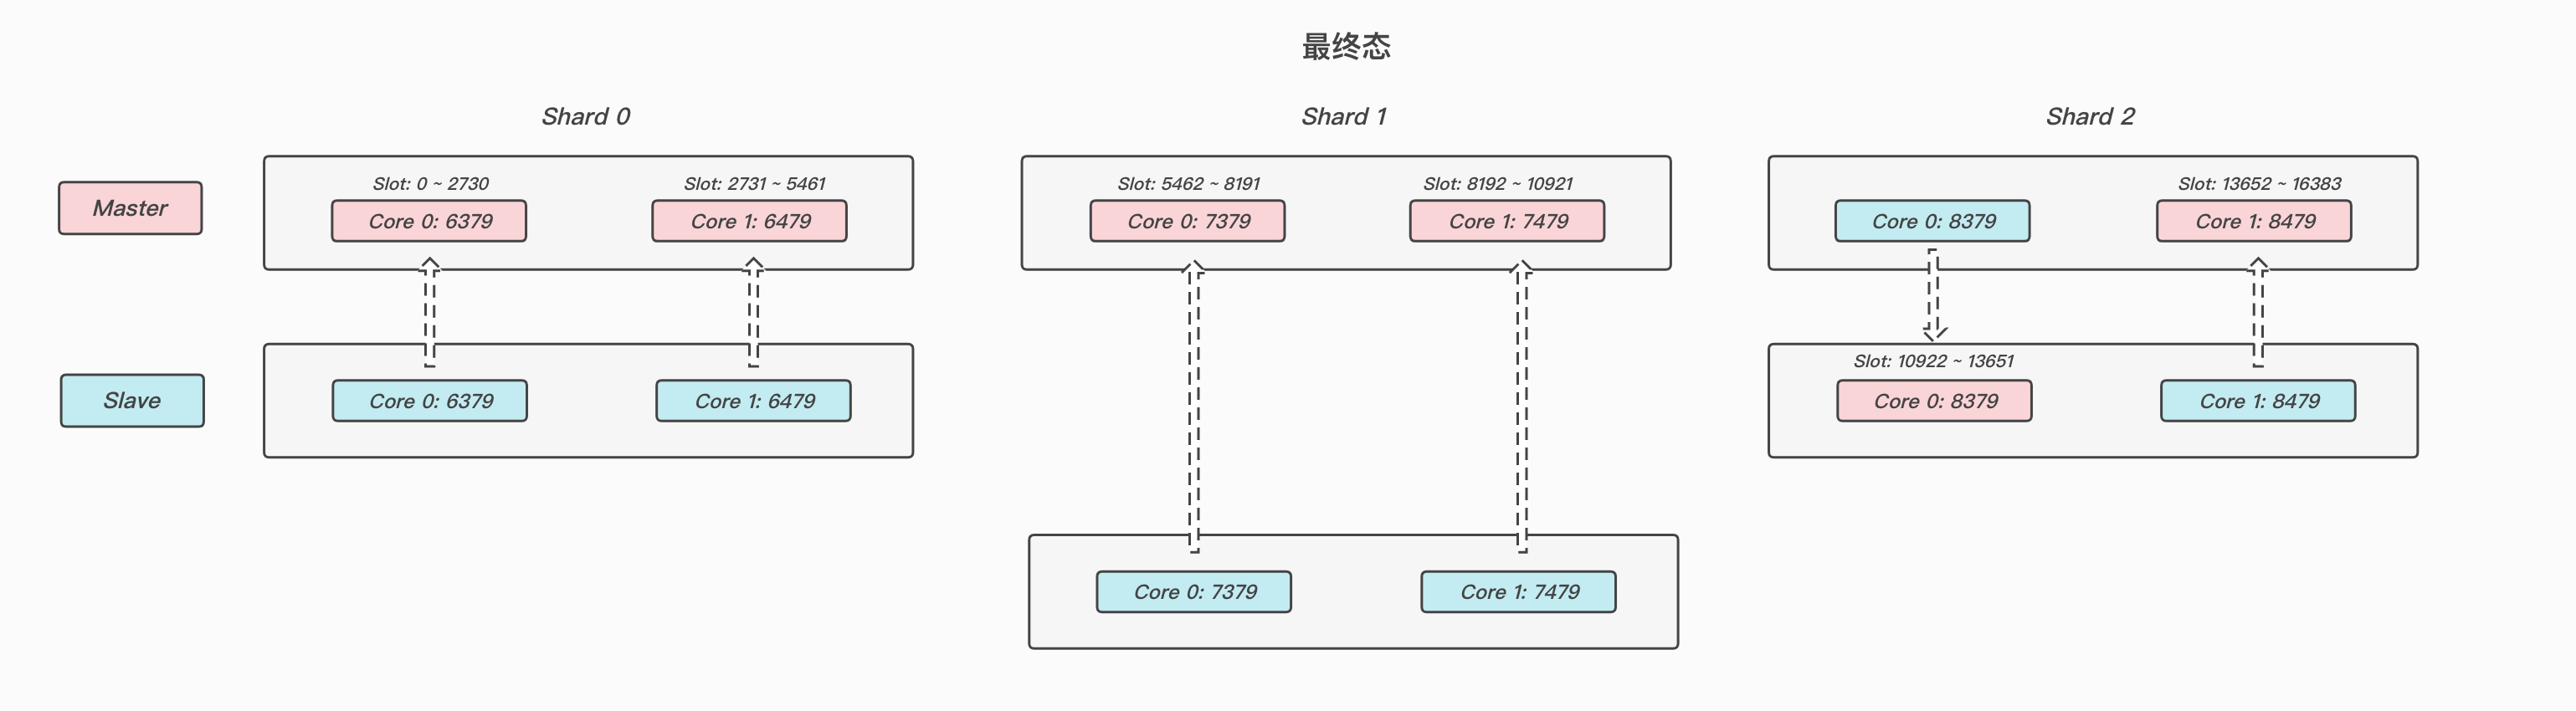 最终态
Shard 0
Shard 1
Shard 2
Master
Slot: 0 ~ 2730
Slot: 2731 ~ 5461
Core 0: 6379
Core 1: 6479
Slot: 5462 ~ 8191
Slot: 8192 ~ 10921
Core 0: 7379
Core 1: 7479
Slot: 13652 ~ 16383
Core 0: 8379
Core 1: 8479
Slave
Core 0: 6379
Core 1: 6479
Slot: 10922 ~ 13651
Core 0: 8379
Core 1: 8479
Core 0: 7379
Core 1: 7479